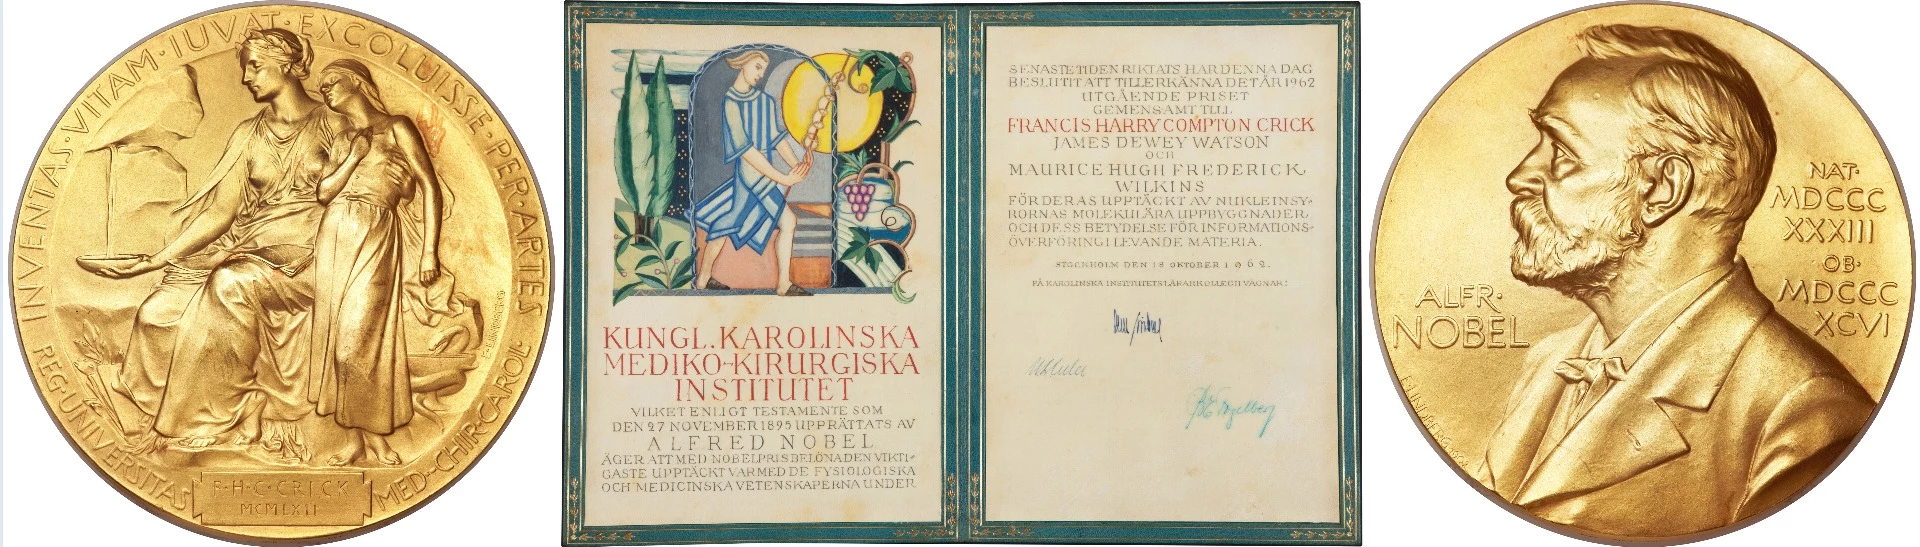 INVENTAS·VITAM·IUVAT·EXCOLUISSE·PER·ARTES
REG·UNIVERSITAS
MED-CHIR·CAROL·
F·H·C·CRICK
MCMLXII
KUNGL. KAROLINSKA
MEDIKO-KIRURGISKA
INSTITUTET
VILKET ENLIGT TESTAMENTE SOM
DEN 27 NOVEMBER 1895 UPPRÄTTATS AV
ALFRED NOBEL
ÄGER ATT MED NOBELPRIS BELÖNA DEN VIKTI-
GASTE UPPTÄCKT VARMED DE FYSIOLOGISKA
OCH MEDICINSKA VETENSKAPERNA UNDER
SENASTE TIDEN RIKTATS HAR DENNA DAG
BESLUTIT ATT TILLERKÄNNA DET ÅR 1962
UTGÅENDE PRISET
GEMENSAMT TILL
FRANCIS HARRY COMPTON CRICK
JAMES DEWEY WATSON
OCH
MAURICE HUGH FREDERICK
WILKINS
FÖR DERAS UPPTÄCKT AV NUKLEINSY-
RORNAS MOLEKULÄRA UPPBYGGNADER
OCH DESS BETYDELSE FÖR INFORMATIONS-
ÖVERFÖRING I LEVANDE MATERIA.
STOCKHOLM DEN 18 OKTOBER 1962.
PÅ KAROLINSKA INSTITUTETS LÄRARKOLLEGII VÄGNAR:
ALFR·
NOBEL
NAT·
MDCCC
XXXIII
OB·
MDCCC
XCVI